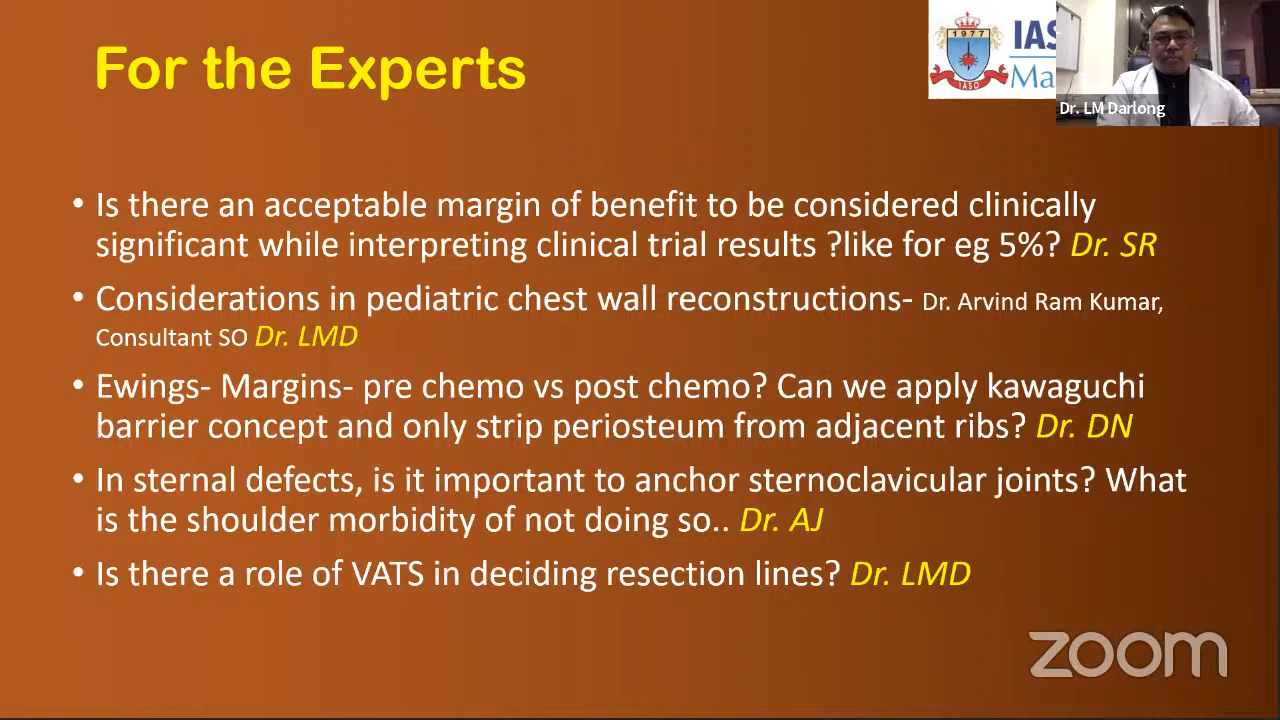 For the Experts
1977
IASO
IAS
Ma
Dr. LM Darlong
• Is there an acceptable margin of benefit to be considered clinically
significant while interpreting clinical trial results ?like for eg 5%? Dr. SR
• Considerations in pediatric chest wall reconstructions- Dr. Arvind Ram Kumar,
Consultant SO Dr. LMD
• Ewings- Margins- pre chemo vs post chemo? Can we apply kawaguchi
barrier concept and only strip periosteum from adjacent ribs? Dr. DN
• In sternal defects, is it important to anchor sternoclavicular joints? What
is the shoulder morbidity of not doing so.. Dr. AJ
• Is there a role of VATS in deciding resection lines? Dr. LMD
zoom